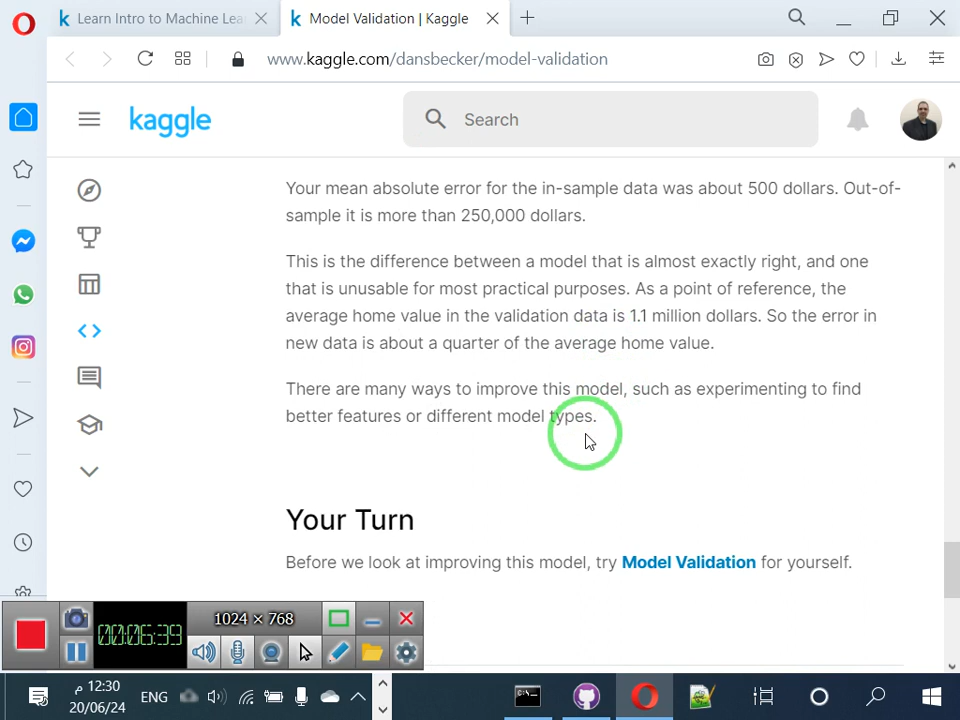 Learn Intro to Machine Lea
Model Validation | Kaggle
www.kaggle.com/dansbecker/model-validation
kaggle
Search
Your mean absolute error for the in-sample data was about 500 dollars. Out-of-
sample it is more than 250,000 dollars.
This is the difference between a model that is almost exactly right, and one
that is unusable for most practical purposes. As a point of reference, the
average home value in the validation data is 1.1 million dollars. So the error in
new data is about a quarter of the average home value.
There are many ways to improve this model, such as experimenting to find
better features or different model types.
Your Turn
Before we look at improving this model, try Model Validation for yourself.
1024 × 768
00:06:39
12:30 م
ENG
20/06/24